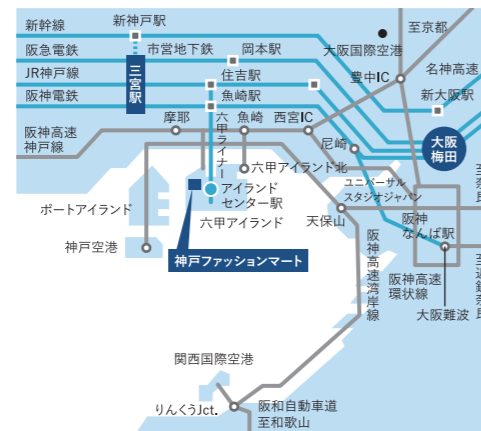 新幹線
新神戸駅
至京都
大阪国際空港
阪急電鉄
市営地下鉄
岡本駅
豊中IC
名神高速
JR神戸線
三宮駅
住吉駅
新大阪駅
阪神電鉄
魚崎駅
摩耶
六甲ライナー
魚崎
西宮IC
阪神高速
神戸線
尼崎
大阪
梅田
六甲アイランド北
ユニバーサル
スタジオジャパン
アイランド
センター駅
ポートアイランド
六甲アイランド
天保山
阪神
なんば駅
神戸空港
神戸ファッションマート
阪神高速湾岸線
阪神高速
環状線
大阪難波
関西国際空港
りんくうJct.
阪和自動車道
至和歌山